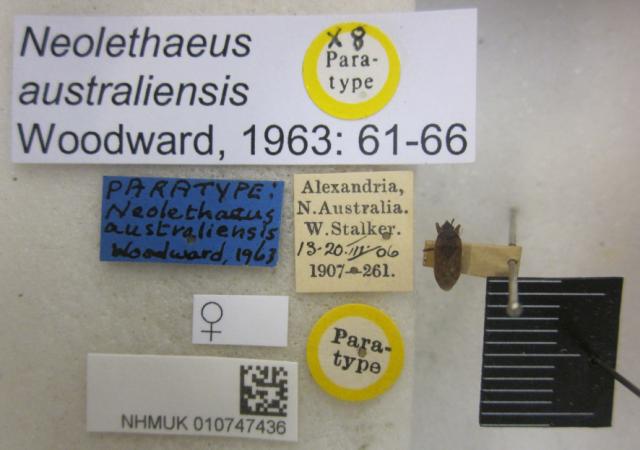 Neolethaeus
australiensis
Woodward, 1963: 61-66
x 8
Para-
type
PARATYPE:
Neolethaeus
australiensis
Woodward, 1963
Alexandria,
N. Australia.
W. Stalker.
13-20.III-06
1907-261.
♀
Para-
type
NHMUK 010747436